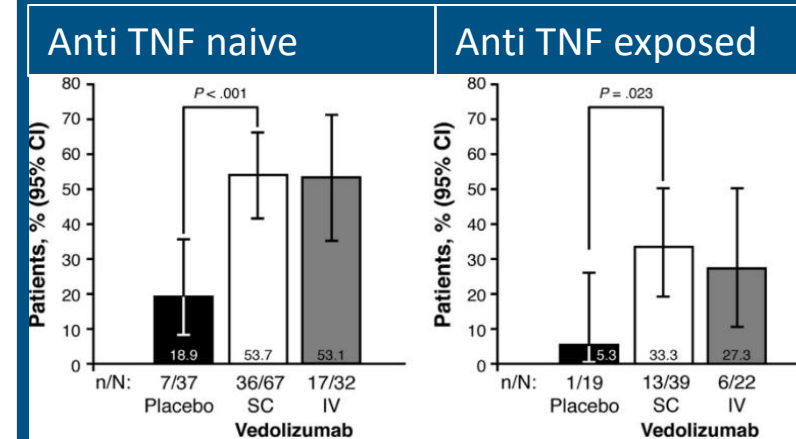 Anti TNF naive
Anti TNF exposed
Patients, % (95% CI)
80
70
60
50
40
30
20
10
0
P < .001
18.9
53.7
53.1
n/N: 7/37 36/67 17/32
Placebo SC IV
Vedolizumab
Patients, % (95% CI)
80
70
60
50
40
30
20
10
0
P = .023
5.3
33.3
27.3
n/N: 1/19 13/39 6/22
Placebo SC IV
Vedolizumab